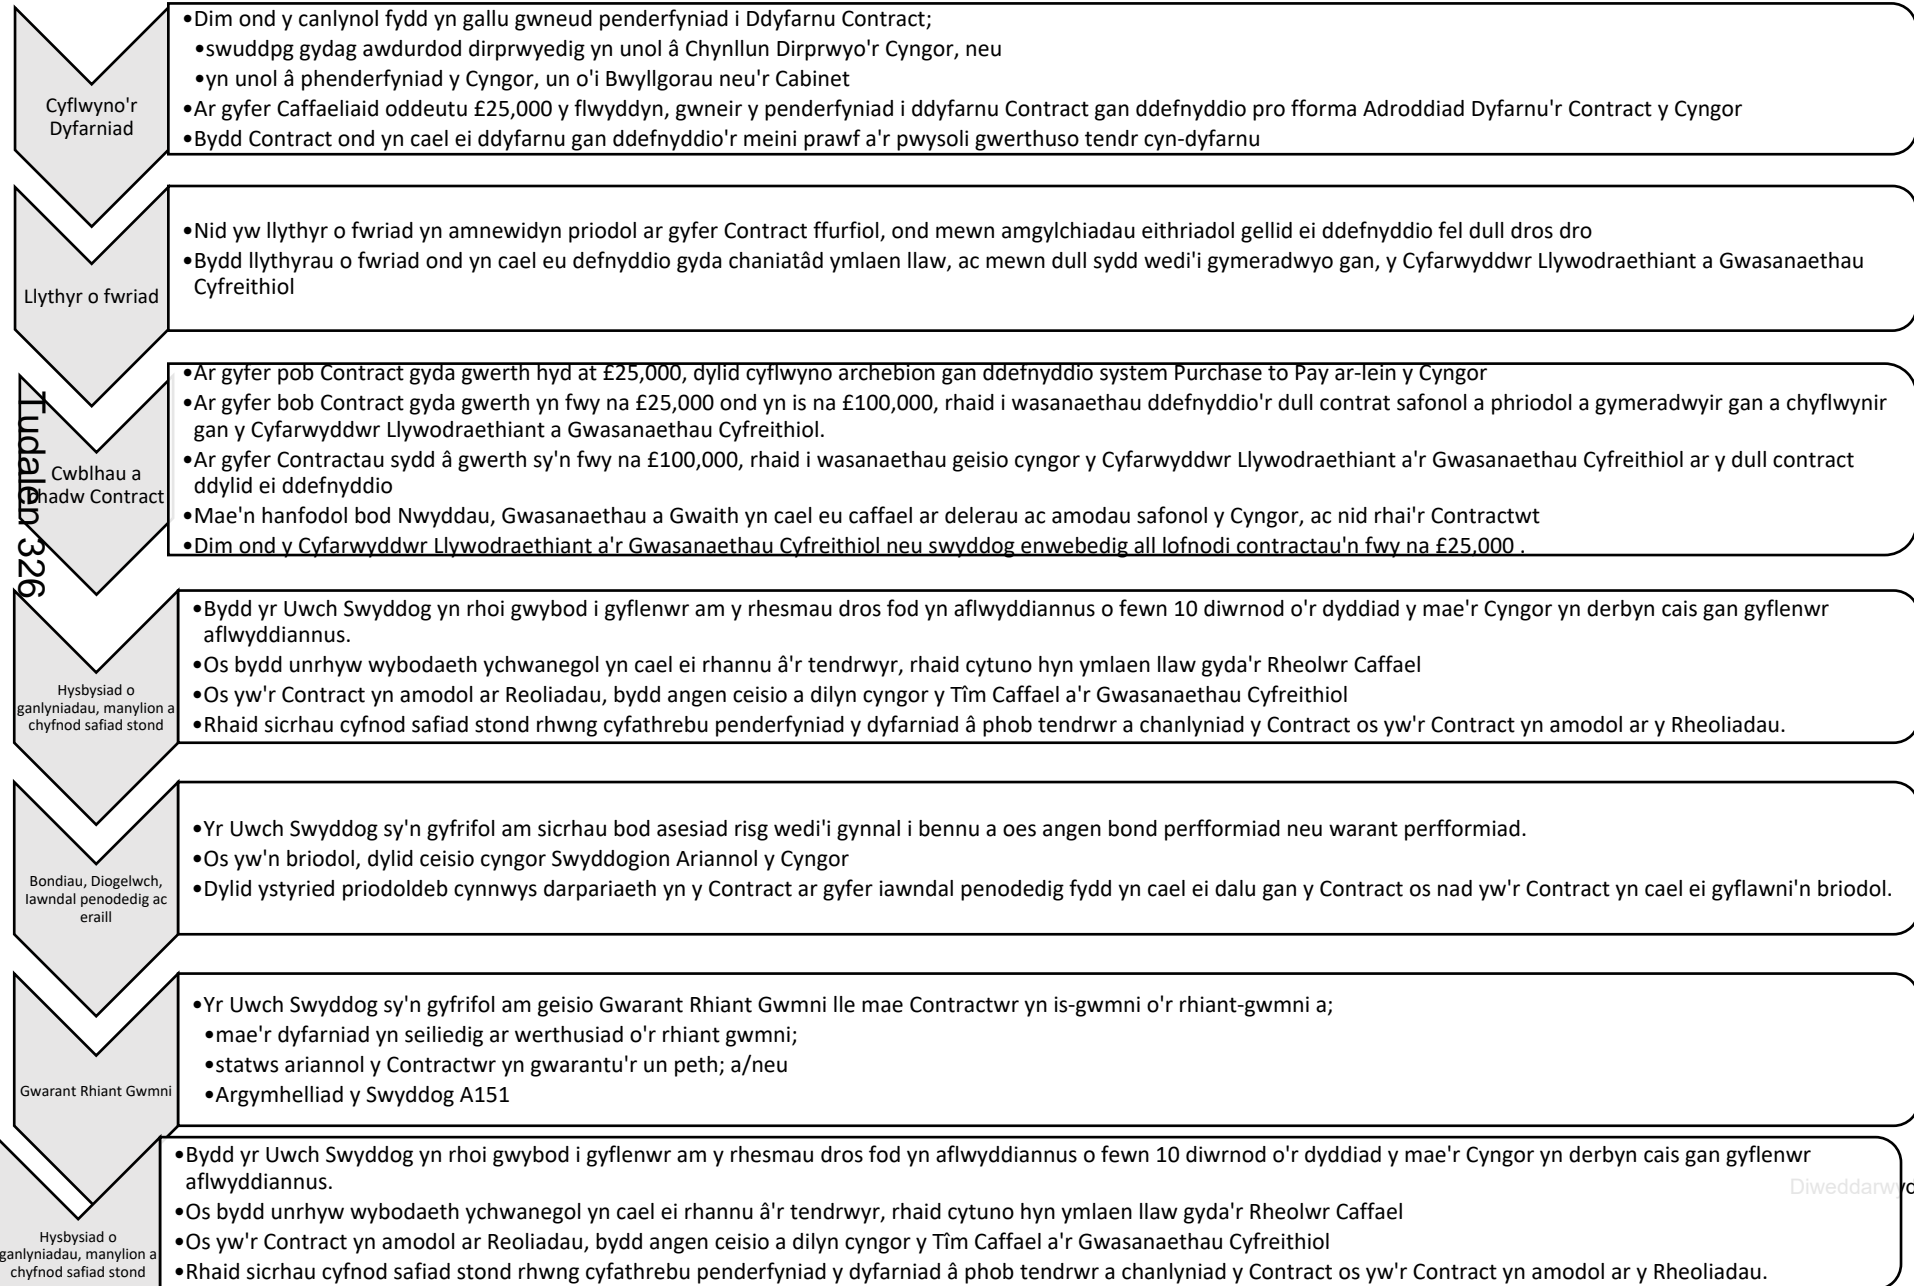 Cyflwyno'r
Dyfarniad
•Dim ond y canlynol fydd yn gallu gwneud penderfyniad i Ddyfarnu Contract;
•swuddpg gydag awdurdod dirprwyedig yn unol â Chynllun Dirprwyo'r Cyngor, neu
•yn unol â phenderfyniad y Cyngor, un o'i Bwyllgorau neu'r Cabinet
•Ar gyfer Caffaeliaid oddeutu £25,000 y flwyddyn, gwneir y penderfyniad i ddyfarnu Contract gan ddefnyddio pro fforma Adroddiad Dyfarnu'r Contract y Cyngor
•Bydd Contract ond yn cael ei ddyfarnu gan ddefnyddio'r meini prawf a'r pwysoli gwerthuso tendr cyn-dyfarnu
Llythyr o fwriad
•Nid yw llythyr o fwriad yn amnewidyn priodol ar gyfer Contract ffurfiol, ond mewn amgylchiadau eithriadol gellid ei ddefnyddio fel dull dros dro
•Bydd llythyrau o fwriad ond yn cael eu defnyddio gyda chaniatâd ymlaen llaw, ac mewn dull sydd wedi'i gymeradwyo gan, y Cyfarwyddwr Llywodraethiant a Gwasanaethau
Cyfreithiol
Tudalen 326
Cwblhau a
chadw Contract
•Ar gyfer pob Contract gyda gwerth hyd at £25,000, dylid cyflwyno archebion gan ddefnyddio system Purchase to Pay ar-lein y Cyngor
•Ar gyfer bob Contract gyda gwerth yn fwy na £25,000 ond yn is na £100,000, rhaid i wasanaethau ddefnyddio'r dull contrat safonol a phriodol a gymeradwyir gan a chyflwynir
gan y Cyfarwyddwr Llywodraethiant a Gwasanaethau Cyfreithiol.
•Ar gyfer Contractau sydd â gwerth sy'n fwy na £100,000, rhaid i wasanaethau geisio cyngor y Cyfarwyddwr Llywodraethiant a'r Gwasanaethau Cyfreithiol ar y dull contract
ddylid ei ddefnyddio
•Mae'n hanfodol bod Nwyddau, Gwasanaethau a Gwaith yn cael eu caffael ar delerau ac amodau safonol y Cyngor, ac nid rhai'r Contractwt
•Dim ond y Cyfarwyddwr Llywodraethiant a'r Gwasanaethau Cyfreithiol neu swyddog enwebedig all lofnodi contractau'n fwy na £25,000 .
Hysbysiad o
ganlyniadau, manylion a
chyfnod safiad stond
•Bydd yr Uwch Swyddog yn rhoi gwybod i gyflenwr am y rhesmau dros fod yn aflwyddiannus o fewn 10 diwrnod o'r dyddiad y mae'r Cyngor yn derbyn cais gan gyflenwr
aflwyddiannus.
•Os bydd unrhyw wybodaeth ychwanegol yn cael ei rhannu â'r tendrwyr, rhaid cytuno hyn ymlaen llaw gyda'r Rheolwr Caffael
•Os yw'r Contract yn amodol ar Reoliadau, bydd angen ceisio a dilyn cyngor y Tîm Caffael a'r Gwasanaethau Cyfreithiol
•Rhaid sicrhau cyfnod safiad stond rhwng cyfathrebu penderfyniad y dyfarniad â phob tendrwr a chanlyniad y Contract os yw'r Contract yn amodol ar y Rheoliadau.
Bondiau, Diogelwch,
Iawndal penodedig ac
eraill
•Yr Uwch Swyddog sy'n gyfrifol am sicrhau bod asesiad risg wedi'i gynnal i bennu a oes angen bond perfformiad neu warant perfformiad.
•Os yw'n briodol, dylid ceisio cyngor Swyddogion Ariannol y Cyngor
•Dylid ystyried priodoldeb cynnwys darpariaeth yn y Contract ar gyfer iawndal penodedig fydd yn cael ei dalu gan y Contract os nad yw'r Contract yn cael ei gyflawni'n briodol.
Gwarant Rhiant Gwmni
•Yr Uwch Swyddog sy'n gyfrifol am geisio Gwarant Rhiant Gwmni lle mae Contractwr yn is-gwmni o'r rhiant-gwmni a;
•mae'r dyfarniad yn seiliedig ar werthusiad o'r rhiant gwmni;
•statws ariannol y Contractwr yn gwarantu'r un peth; a/neu
•Argymhelliad y Swyddog A151
Hysbysiad o
ganlyniadau, manylion a
chyfnod safiad stond
•Bydd yr Uwch Swyddog yn rhoi gwybod i gyflenwr am y rhesmau dros fod yn aflwyddiannus o fewn 10 diwrnod o'r dyddiad y mae'r Cyngor yn derbyn cais gan gyflenwr
aflwyddiannus.
•Os bydd unrhyw wybodaeth ychwanegol yn cael ei rhannu â'r tendrwyr, rhaid cytuno hyn ymlaen llaw gyda'r Rheolwr Caffael
•Os yw'r Contract yn amodol ar Reoliadau, bydd angen ceisio a dilyn cyngor y Tîm Caffael a'r Gwasanaethau Cyfreithiol
•Rhaid sicrhau cyfnod safiad stond rhwng cyfathrebu penderfyniad y dyfarniad â phob tendrwr a chanlyniad y Contract os yw'r Contract yn amodol ar y Rheoliadau.